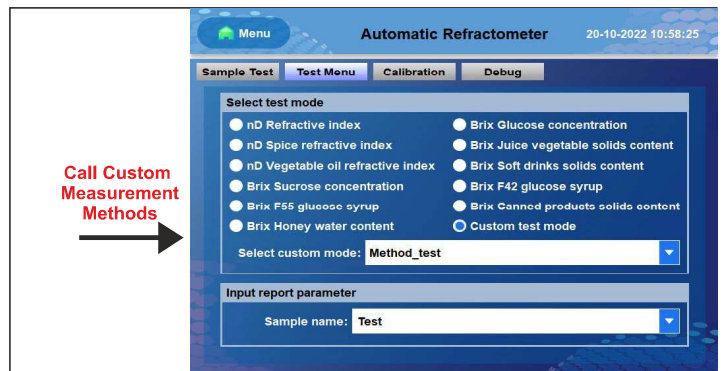 Menu
Automatic Refractometer
20-10-2022 10:58:25
Sample Test Test Menu Calibration Debug
Select test mode
nD Refractive index
Brix Glucose concentration
nD Spice refractive index
Brix Juice vegetable solids content
nD Vegetable oil refractive index
Brix Soft drinks solids content
Brix Sucrose concentration
Brix F42 glucose syrup
Brix F55 glucose syrup
Brix Canned products solids content
Brix Honey water content
Custom test mode
Select custom mode: Method_test
Input report parameter
Sample name: Test
Call Custom
Measurement
Methods